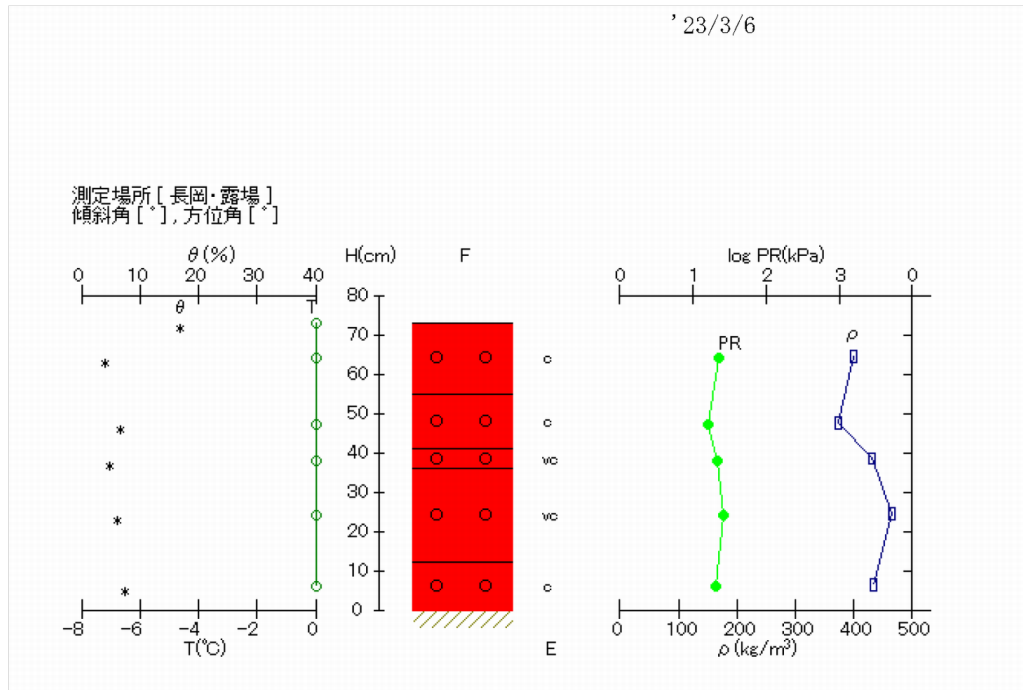 ’23/3/6
測定場所[ 長岡・露場 ]
傾斜角[ ° ], 方位角[ ° ]
θ(%) H(cm) F log PR(kPa)
0 10 20 30 40 0 1 2 3 0
80
θ T
70
PR ρ
c
60
50
c
40
vc
30
vc
20
10
c
0
-8 -6 -4 -2 0 0 100 200 300 400 500
T(℃) E ρ(kg/m³)